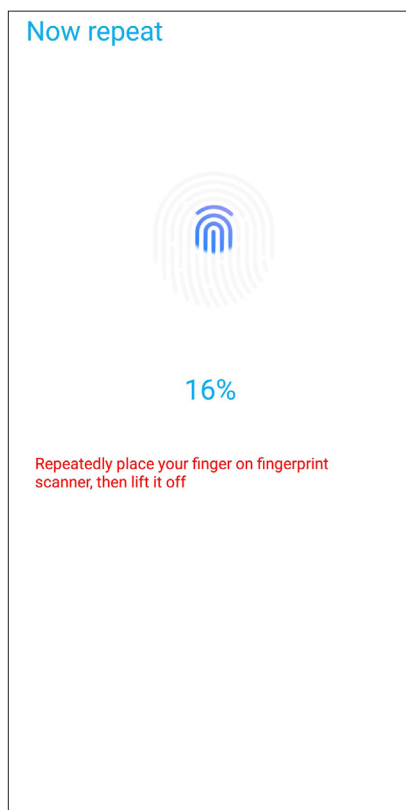 Now repeat
16%
Repeatedly place your finger on fingerprint
scanner, then lift it off